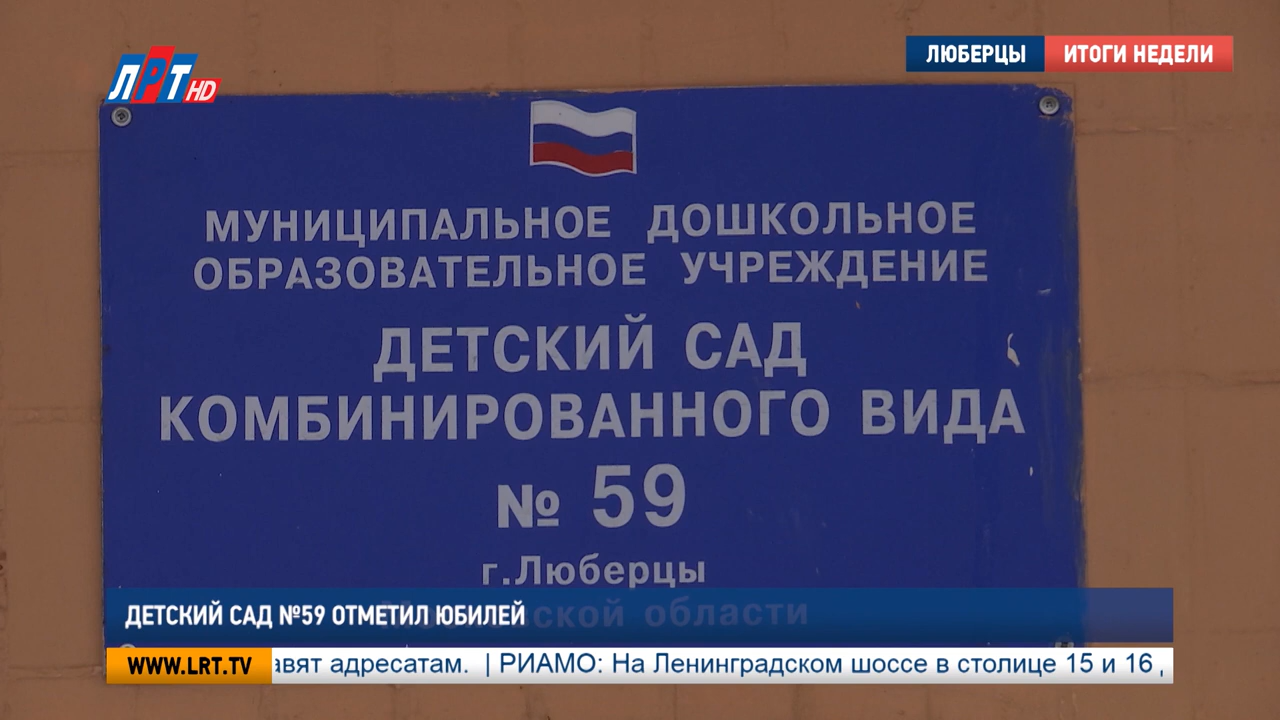 ЛРТ HD
ЛЮБЕРЦЫ ИТОГИ НЕДЕЛИ
МУНИЦИПАЛЬНОЕ ДОШКОЛЬНОЕ
ОБРАЗОВАТЕЛЬНОЕ УЧРЕЖДЕНИЕ
ДЕТСКИЙ САД
КОМБИНИРОВАННОГО ВИДА
№ 59
г.Люберцы
области
ДЕТСКИЙ САД №59 ОТМЕТИЛ ЮБИЛЕЙ
WWW.LRT.TV авят адресатам. | РИАМО: На Ленинградском шоссе в столице 15 и 16